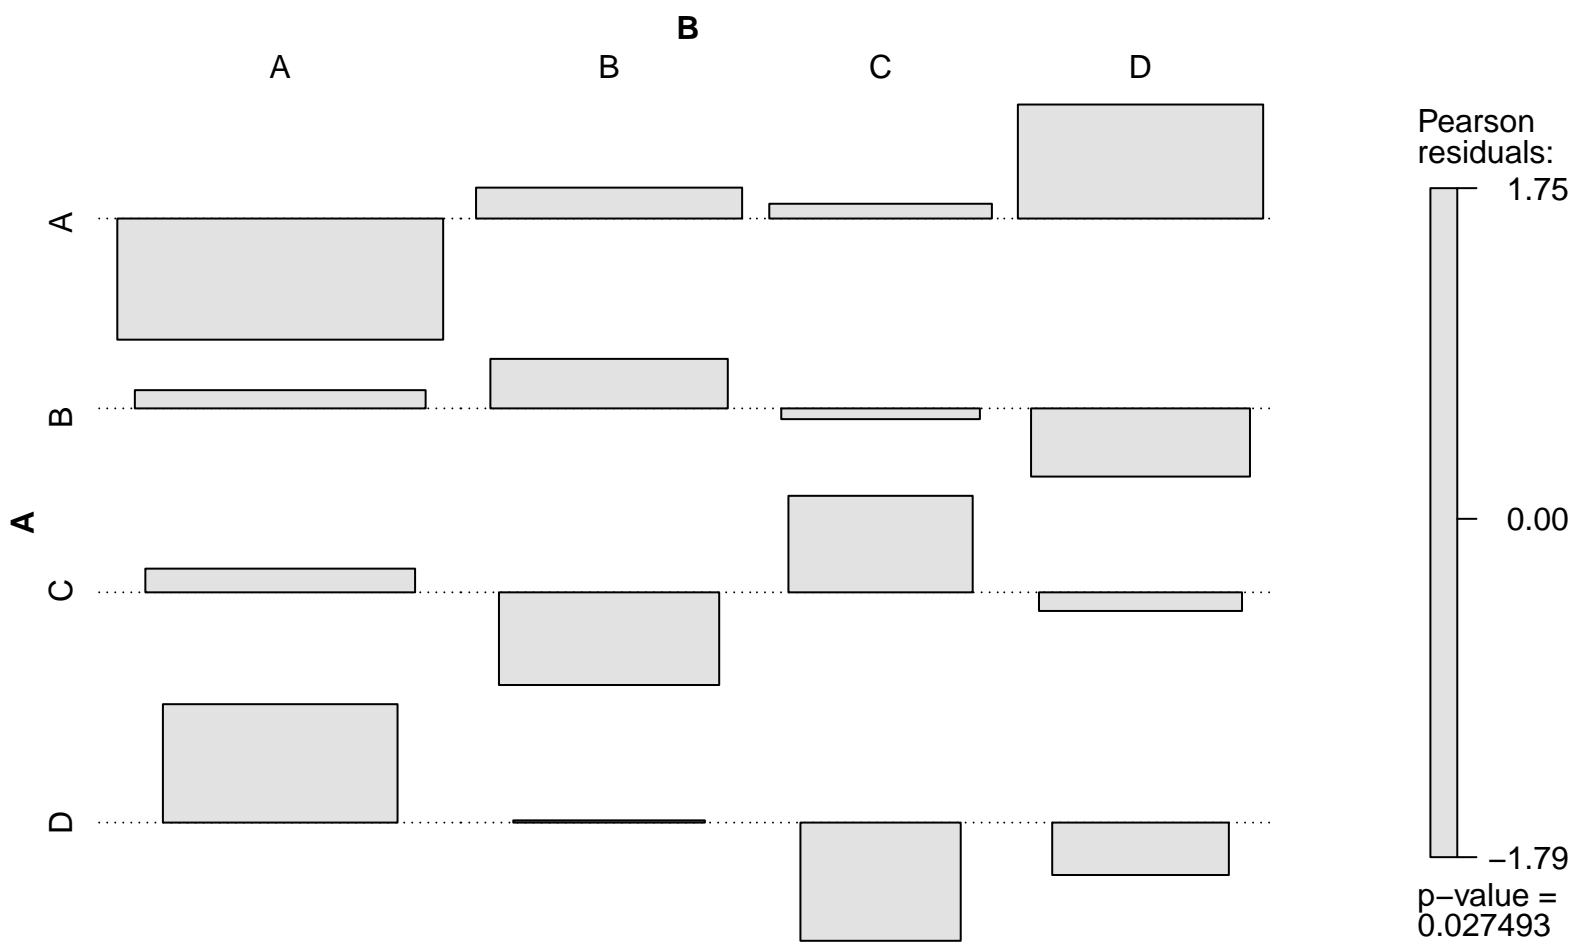 B
A B C D
A
B
C
D
A
Pearson
residuals:
1.75
0.00
−1.79
p−value =
0.027493